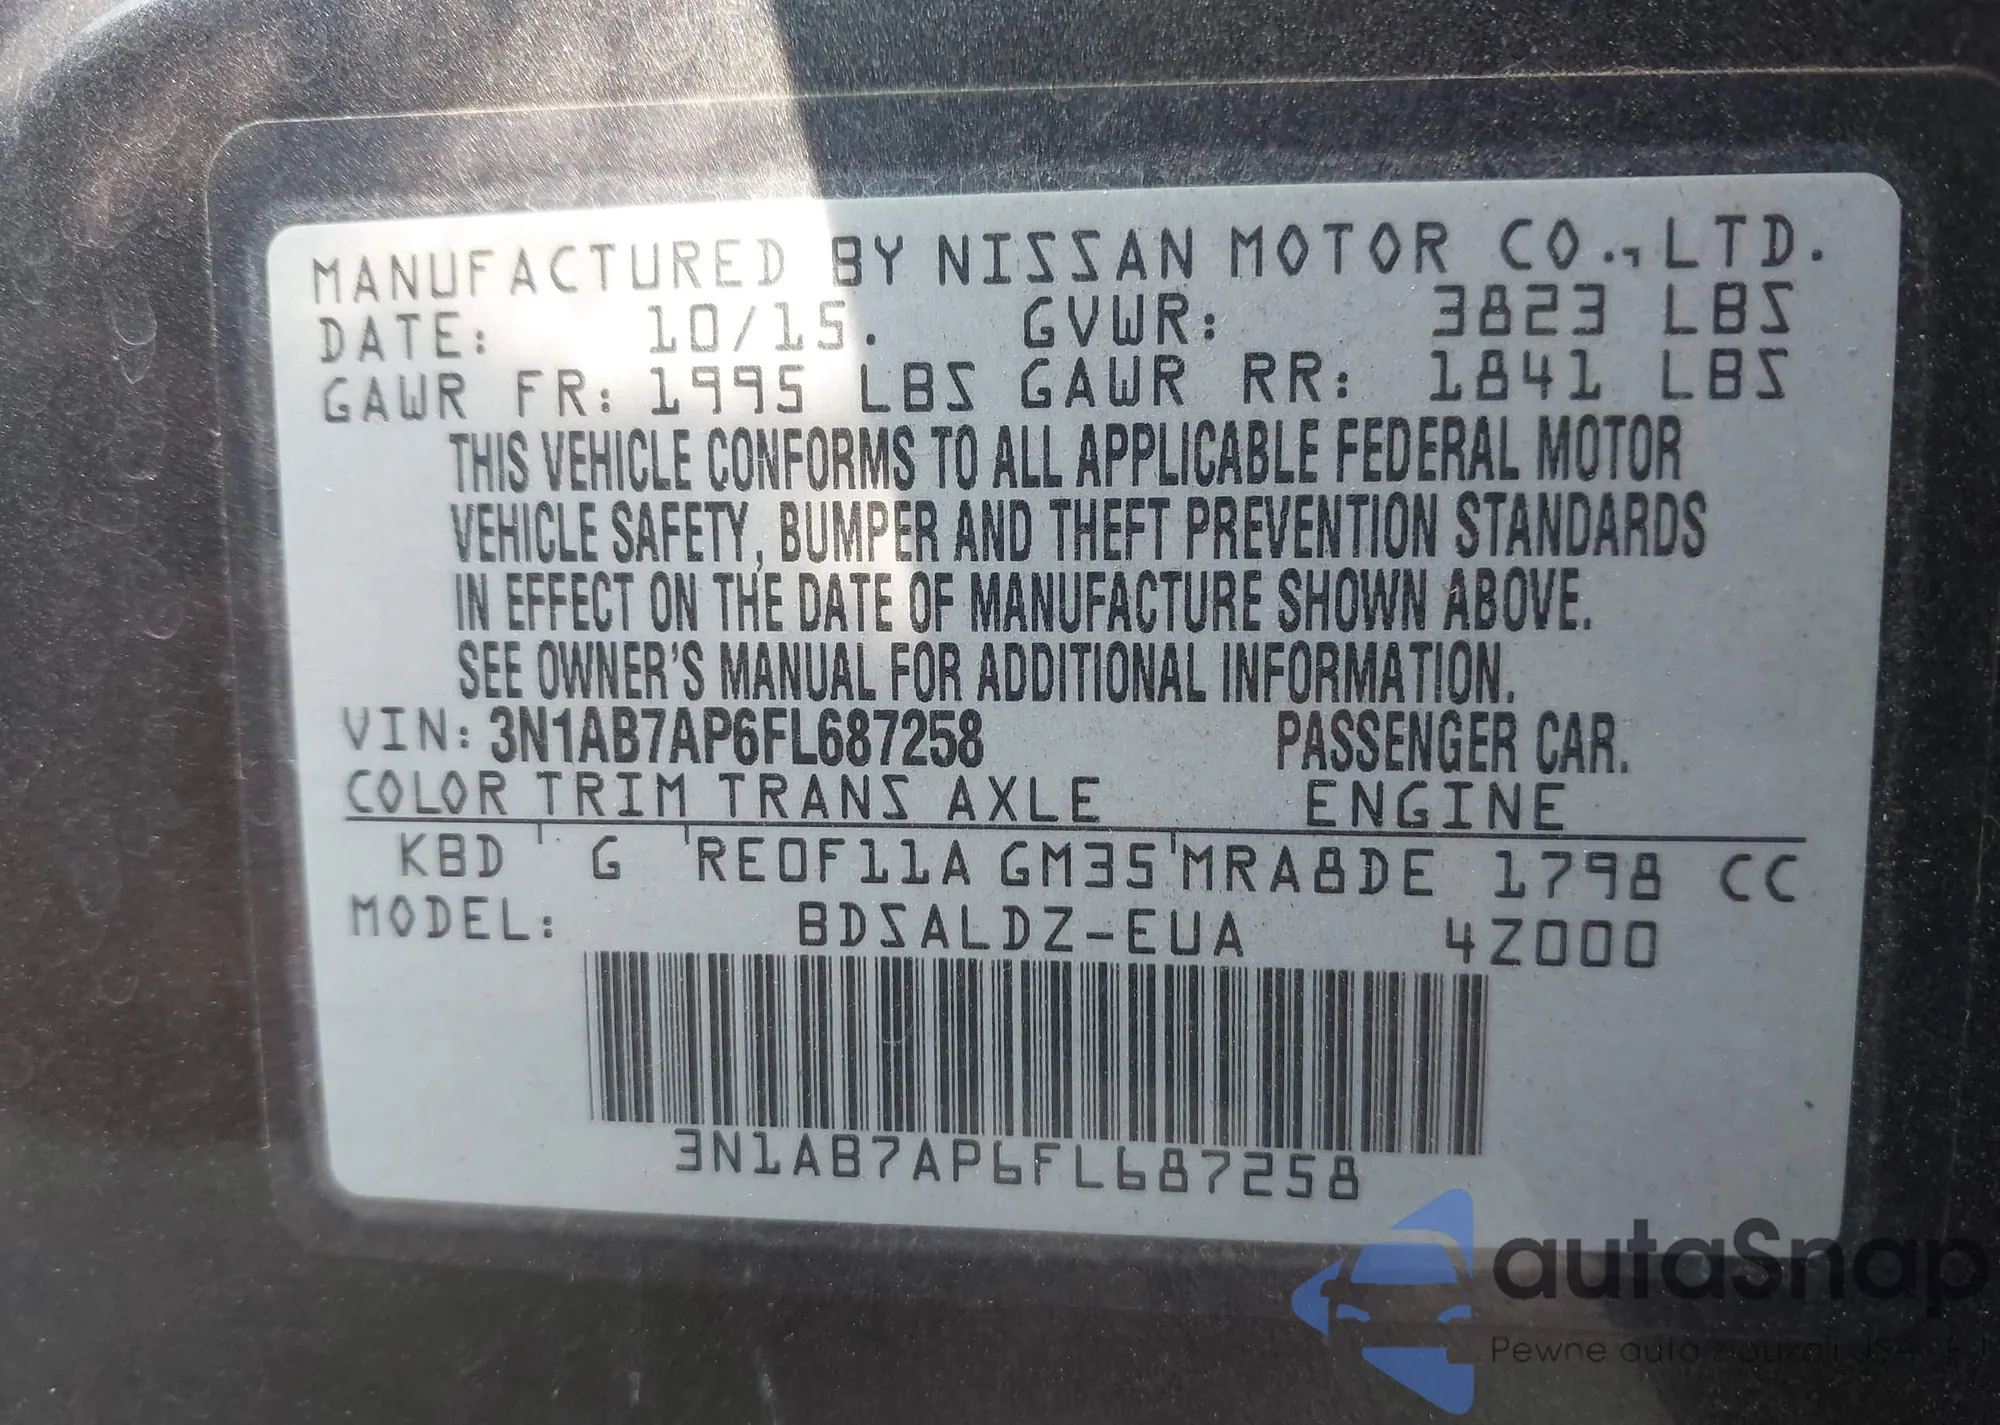 MANUFACTURED BY NISSAN MOTOR CO., LTD.
DATE: 10/15. GVWR: 3823 LBS
GAWR FR: 1995 LBS GAWR RR: 1841 LBS
THIS VEHICLE CONFORMS TO ALL APPLICABLE FEDERAL MOTOR
VEHICLE SAFETY, BUMPER AND THEFT PREVENTION STANDARDS
IN EFFECT ON THE DATE OF MANUFACTURE SHOWN ABOVE.
SEE OWNER'S MANUAL FOR ADDITIONAL INFORMATION.
VIN: 3N1AB7AP6FL687258 PASSENGER CAR.
COLOR TRIM TRANS AXLE ENGINE
KBD G RE0F11A GM35 MRA8DE 1798 CC
MODEL: BDSALDZ-EUA 4Z000
3N1AB7AP6FL687258
autaSnap
Pewne auto z